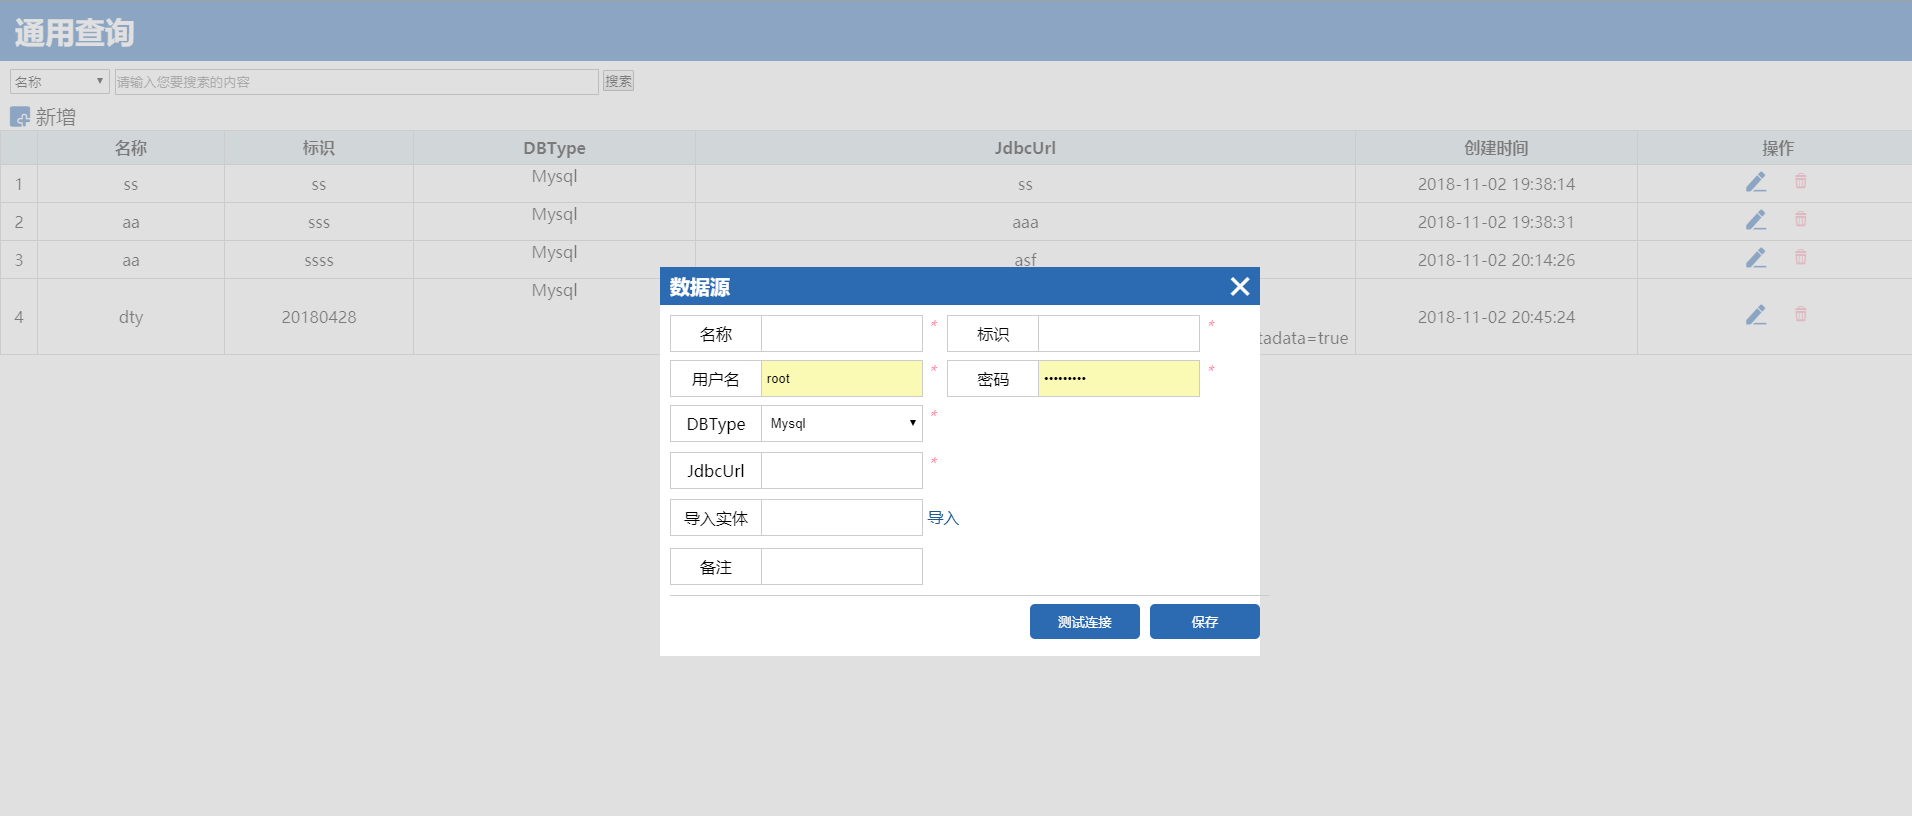 通用查询
名称 请输入您要搜索的内容 搜索
新增
名称 标识 DBType JdbcUrl 创建时间 操作
1 ss ss Mysql ss 2018-11-02 19:38:14
2 aa sss Mysql aaa 2018-11-02 19:38:31
3 aa ssss Mysql asf 2018-11-02 20:14:26
4 dty 20180428 Mysql tadata=true 2018-11-02 20:45:24
数据源
名称 * 标识 *
用户名 root * 密码 ••••••••• *
DBType Mysql *
JdbcUrl *
导入实体 导入
备注
测试连接 保存